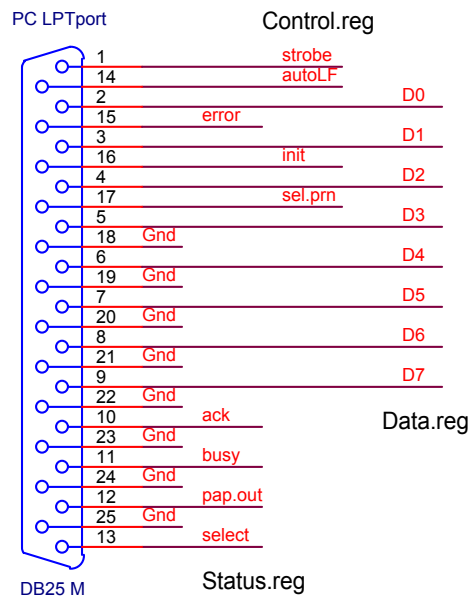 PC LPTport Control.reg
1 strobe
14 autoLF
2 D0
15 error
3 D1
16 init
4 D2
17 sel.prn
5 D3
18 Gnd
6 D4
19 Gnd
7 D5
20 Gnd
8 D6
21 Gnd
9 D7
22 Gnd
10 ack
Data.reg
23 Gnd
11 busy
24 Gnd
12 pap.out
25 Gnd
13 select
DB25 M Status.reg